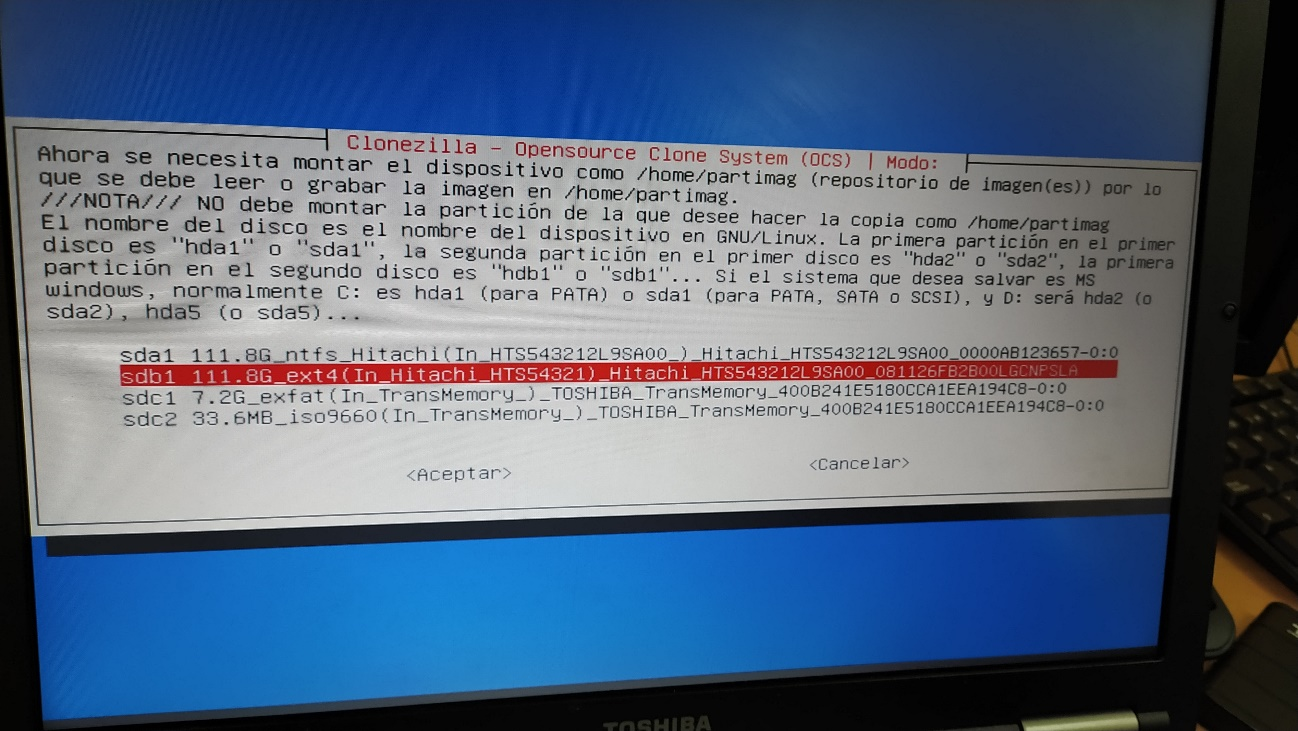 Clonezilla - Opensource Clone System (OCS) | Modo:
Ahora se necesita montar el dispositivo como /home/partimag (repositorio de imagen(es)) por lo
que se debe leer o grabar la imagen en /home/partimag.
///NOTA/// NO debe montar la partición de la que desee hacer la copia como /home/partimag
El nombre del disco es el nombre del dispositivo en GNU/Linux. La primera partición en el primer
disco es "hda1" o "sda1", la segunda partición en el primer disco es "hda2" o "sda2", la primera
partición en el segundo disco es "hdb1" o "sdb1"... Si el sistema que desea salvar es MS
windows, normalmente C: es hda1 (para PATA) o sda1 (para PATA, SATA o SCSI), y D: será hda2 (o
sda2), hda5 (o sda5)...
sda1 111.8G_ntfs_Hitachi(In_HTS543212L9SA00_)_Hitachi_HTS543212L9SA00_0000AB123657-0:0
sdb1 111.8G_ext4(In_Hitachi_HTS54321)_Hitachi_HTS543212L9SA00_081126FB2B00LGCNPSLA
sdc1 7.2G_exfat(In_TransMemory_)_TOSHIBA_TransMemory_400B241E5180CCA1EEA194C8-0:0
sdc2 33.6MB_iso9660(In_TransMemory_)_TOSHIBA_TransMemory_400B241E5180CCA1EEA194C8-0:0
<Aceptar> <Cancelar>
TOSHIBA